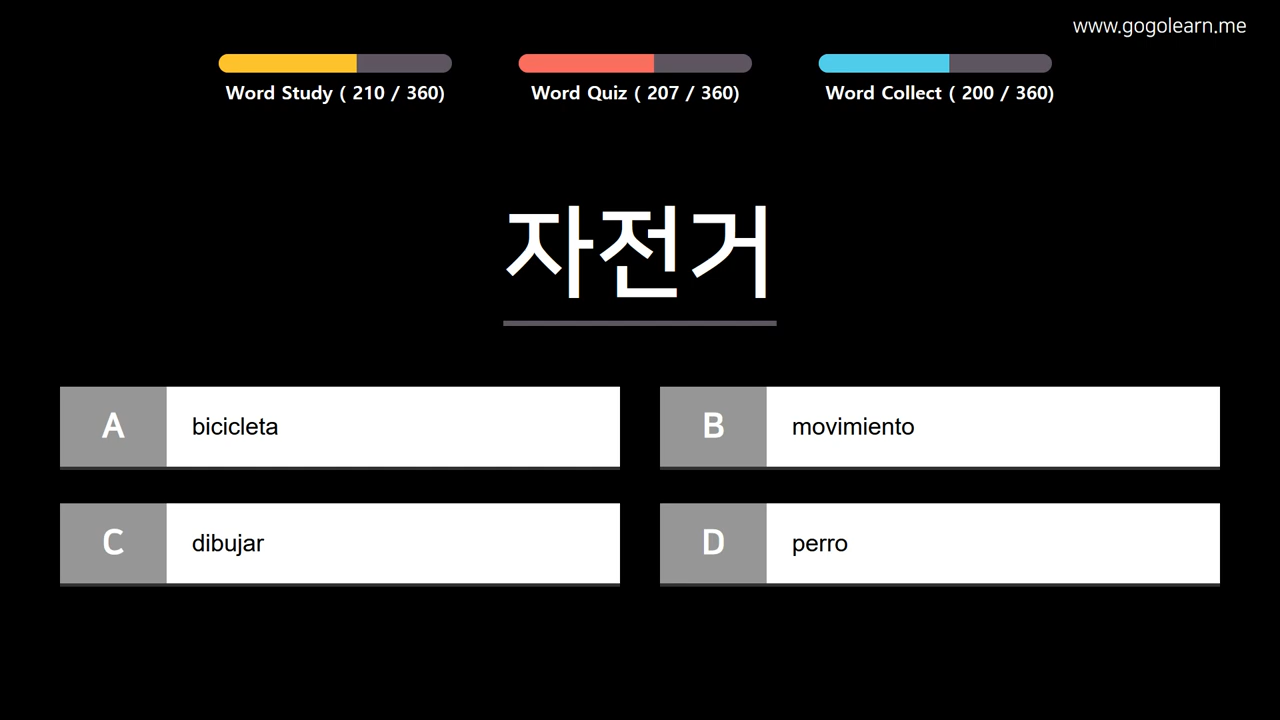 www.gogolearn.me
Word Study ( 210 / 360)
Word Quiz ( 207 / 360)
Word Collect ( 200 / 360)
자전거
A bicicleta
B movimiento
C dibujar
D perro